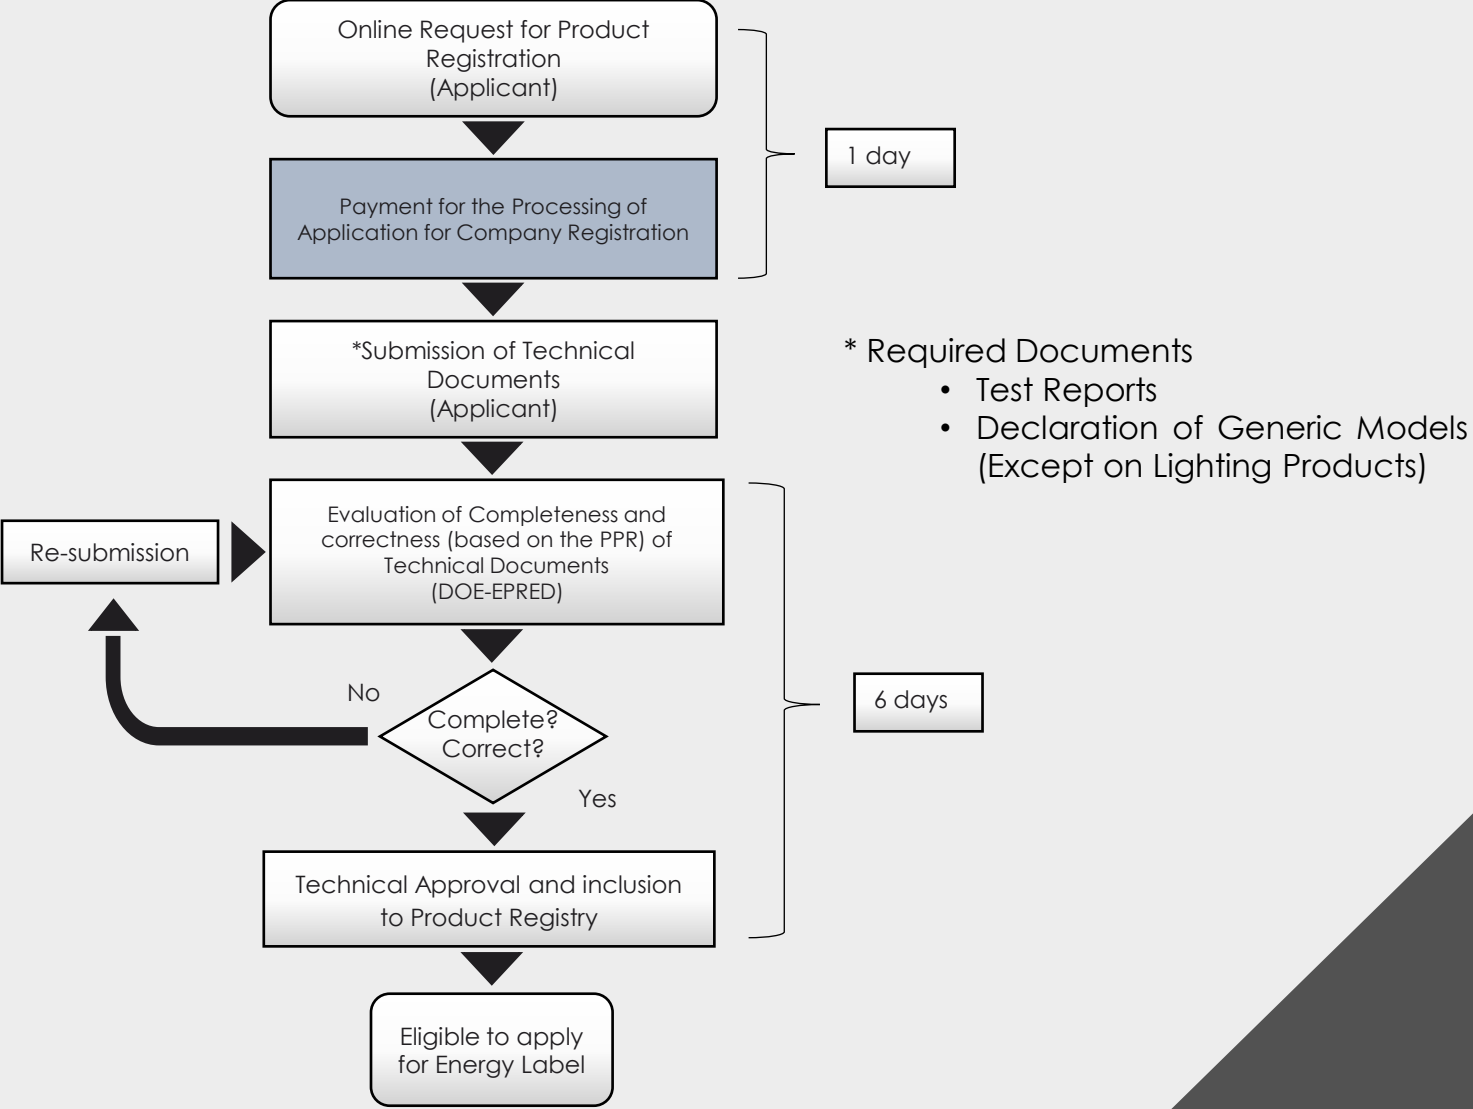 Online Request for Product
Registration
(Applicant)
1 day
Payment for the Processing of
Application for Company Registration
*Submission of Technical
Documents
(Applicant)
* Required Documents
• Test Reports
• Declaration of Generic Models
(Except on Lighting Products)
Evaluation of Completeness and
correctness (based on the PPR) of
Technical Documents
(DOE-EPRED)
Re-submission
No
Complete?
Correct?
Yes
6 days
Technical Approval and inclusion
to Product Registry
Eligible to apply
for Energy Label